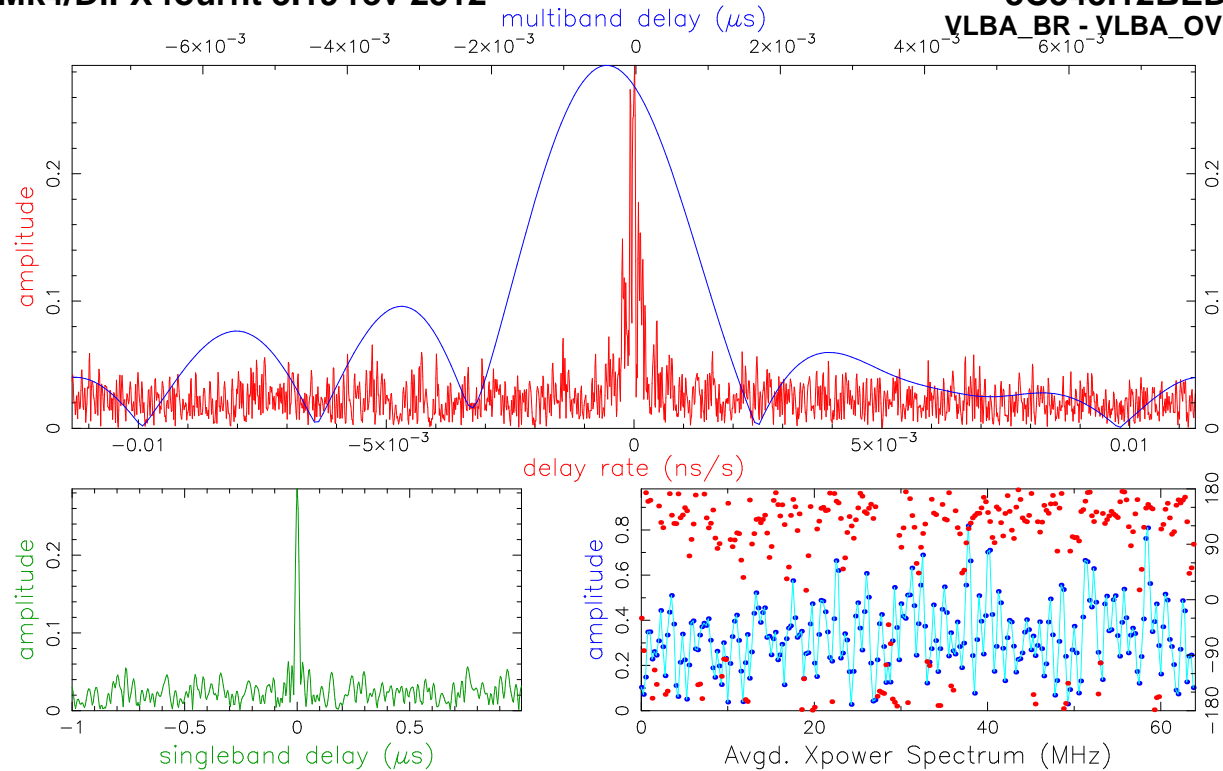 multiband delay (μs)
VLBA_BR - VLBA_OV
−6×10⁻³ −4×10⁻³ −2×10⁻³ 0 2×10⁻³ 4×10⁻³ 6×10⁻³
amplitude
0 0.1 0.2
0 0.1 0.2
−0.01 −5×10⁻³ 0 5×10⁻³ 0.01
delay rate (ns/s)
amplitude
0 0.1 0.2
−1 −0.5 0 0.5
singleband delay (μs)
amplitude
0 0.2 0.4 0.6 0.8
−180 −90 0 90 180
0 20 40 60
Avgd. Xpower Spectrum (MHz)